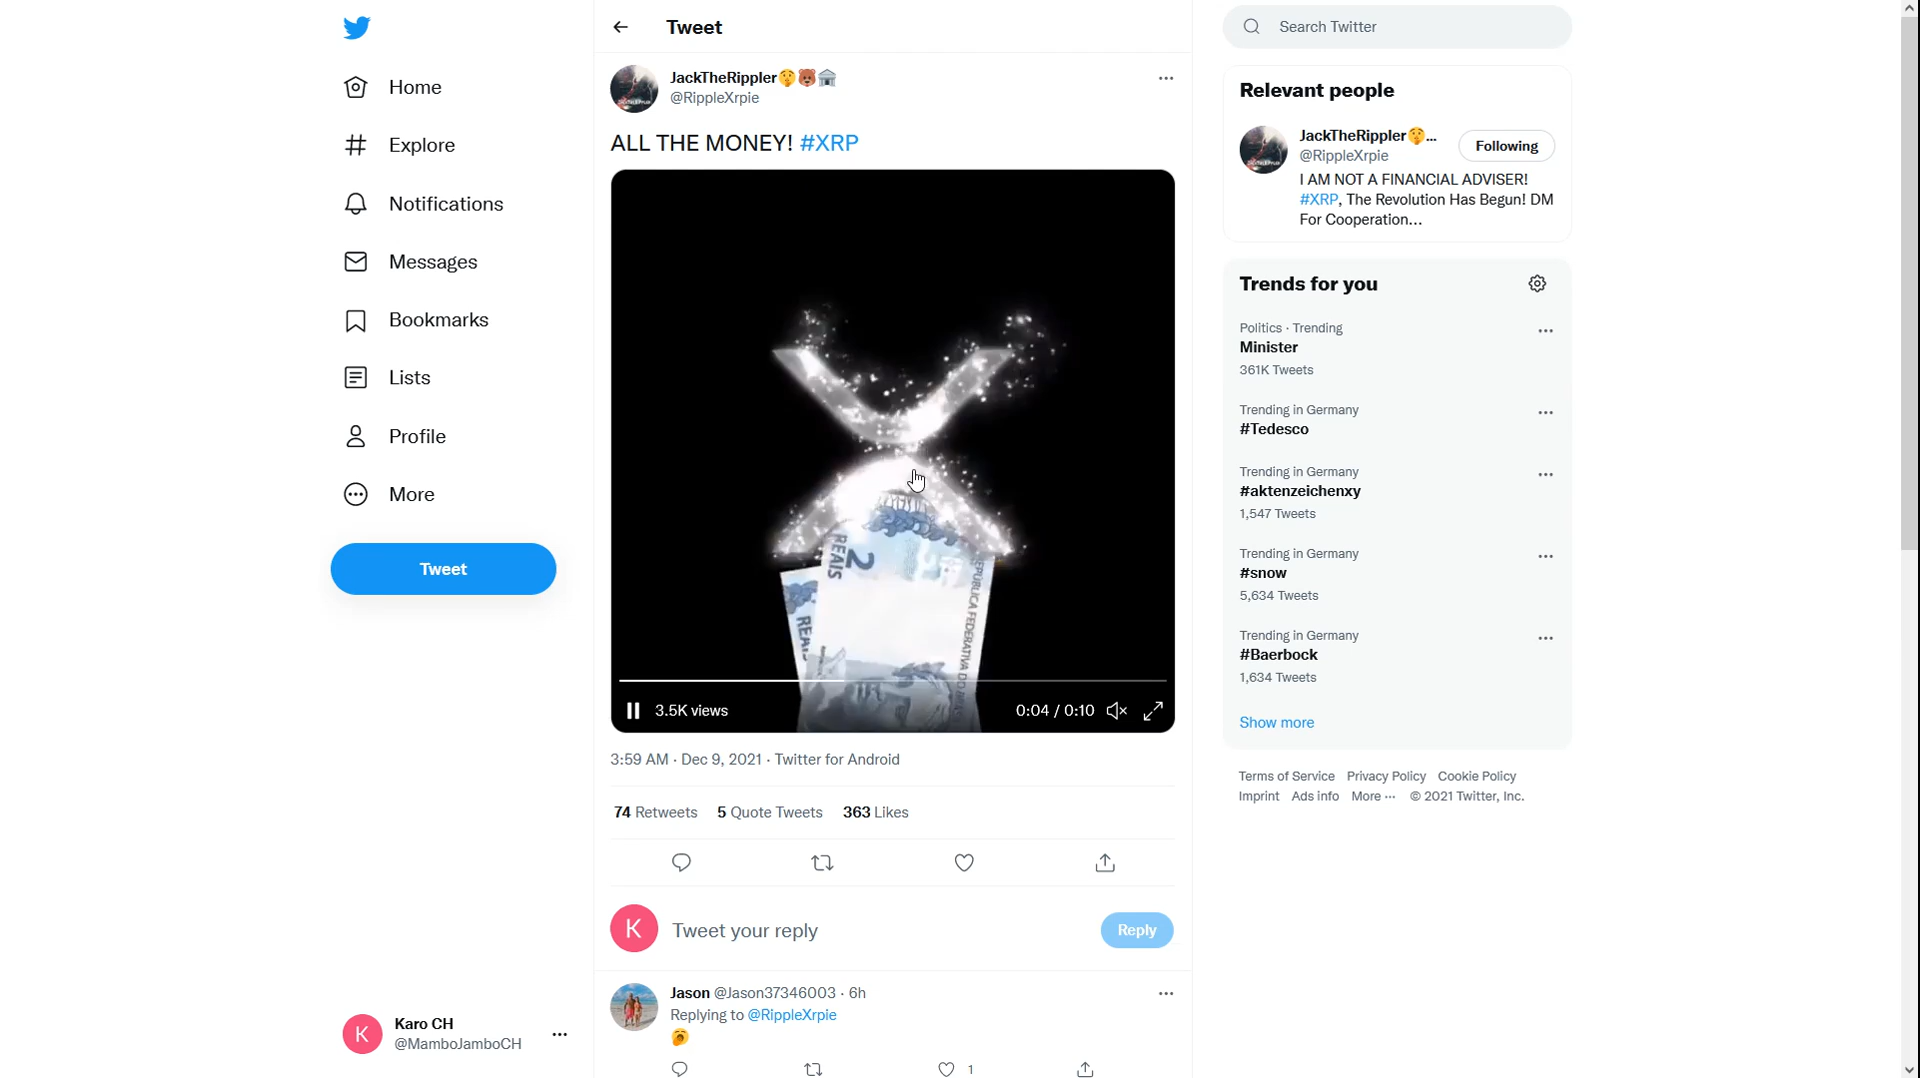 Home
Explore
Notifications
Messages
Bookmarks
Lists
Profile
More
Tweet
Karo CH
@MamboJamboCH
K
Tweet
JackTheRippler🤫🐻🏦
@RippleXrpie
ALL THE MONEY! #XRP
2
REAIS
3.5K views
0:04 / 0:10
3:59 AM · Dec 9, 2021 · Twitter for Android
74 Retweets 5 Quote Tweets 363 Likes
K
Tweet your reply
Reply
Jason @Jason37346003 · 6h
Replying to @RippleXrpie
🥱
1
Search Twitter
Relevant people
JackTheRippler🤫...
@RippleXrpie
Following
I AM NOT A FINANCIAL ADVISER!
#XRP, The Revolution Has Begun! DM
For Cooperation...
Trends for you
Politics · Trending
Minister
361K Tweets
Trending in Germany
#Tedesco
Trending in Germany
#aktenzeichenxy
1,547 Tweets
Trending in Germany
#snow
5,634 Tweets
Trending in Germany
#Baerbock
1,634 Tweets
Show more
Terms of Service Privacy Policy Cookie Policy
Imprint Ads info More ··· © 2021 Twitter, Inc.